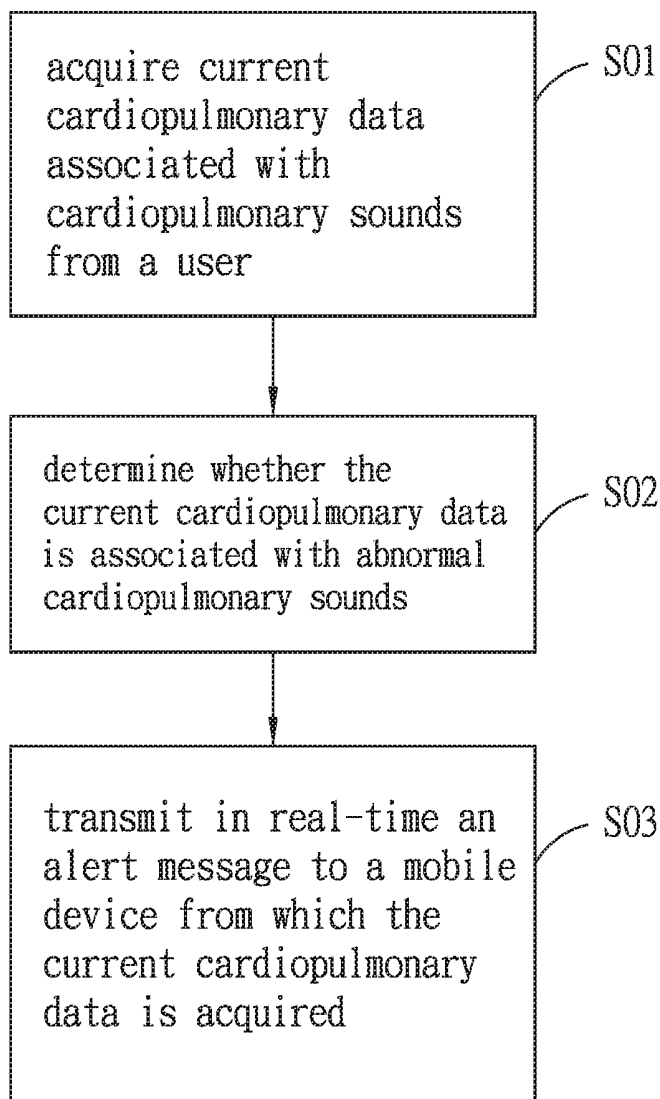 acquire current
cardiopulmonary data
associated with
cardiopulmonary sounds
from a user
S01
determine whether the
current cardiopulmonary data
is associated with abnormal
cardiopulmonary sounds
S02
transmit in real-time an
alert message to a mobile
device from which the
current cardiopulmonary
data is acquired
S03